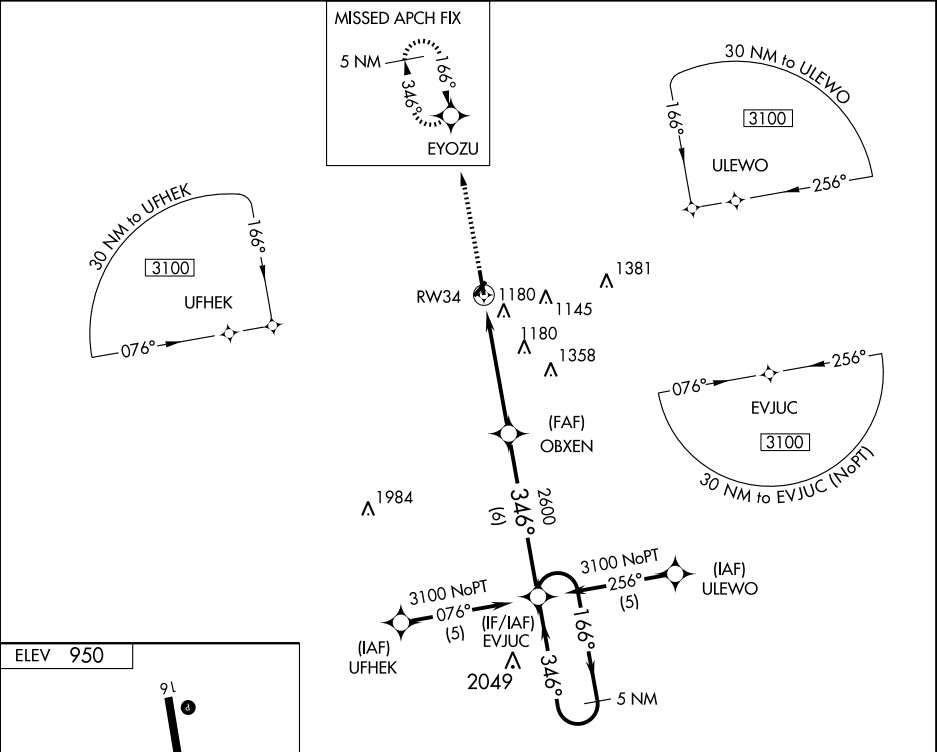 MISSED APCH FIX
5 NM
166°
346°
EYOZU
30 NM to ULEWO
166°
3100
ULEWO
256°
30 NM to UFHEK
166°
3100
UFHEK
076°
RW34
1180
1145
1381
1180
1358
076°
256°
EVJUC
3100
30 NM to EVJUC (NoPT)
(FAF)
OBXEN
1984
346°
2600
(6)
3100 NoPT
076°
(5)
(IAF)
UFHEK
(IF/IAF)
EVJUC
3100 NoPT
256°
(5)
(IAF)
ULEWO
166°
346°
5 NM
2049
ELEV 950
16
P